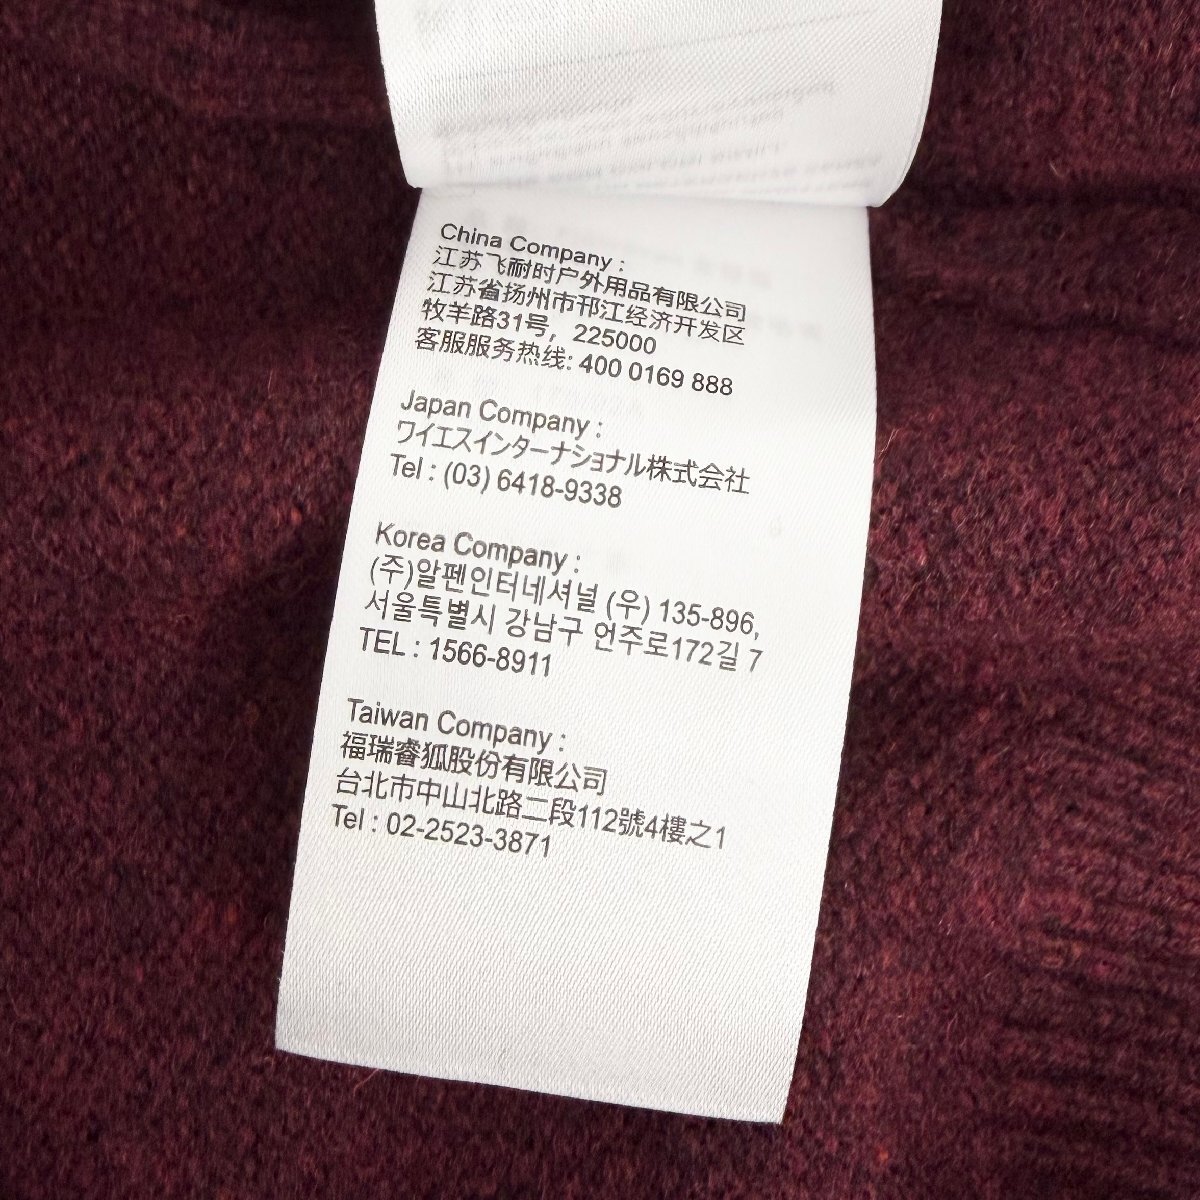 China Company :
江苏飞耐时户外用品有限公司
江苏省扬州市邗江经济开发区
牧羊路31号，225000
客服服务热线: 400 0169 888
Japan Company :
ワイエスインターナショナル株式会社
Tel : (03) 6418-9338
Korea Company :
(주)알펜인터네셔널 (우) 135-896,
서울특별시 강남구 언주로172길 7
TEL : 1566-8911
Taiwan Company :
福瑞睿狐股份有限公司
台北市中山北路二段112號4樓之1
Tel : 02-2523-3871